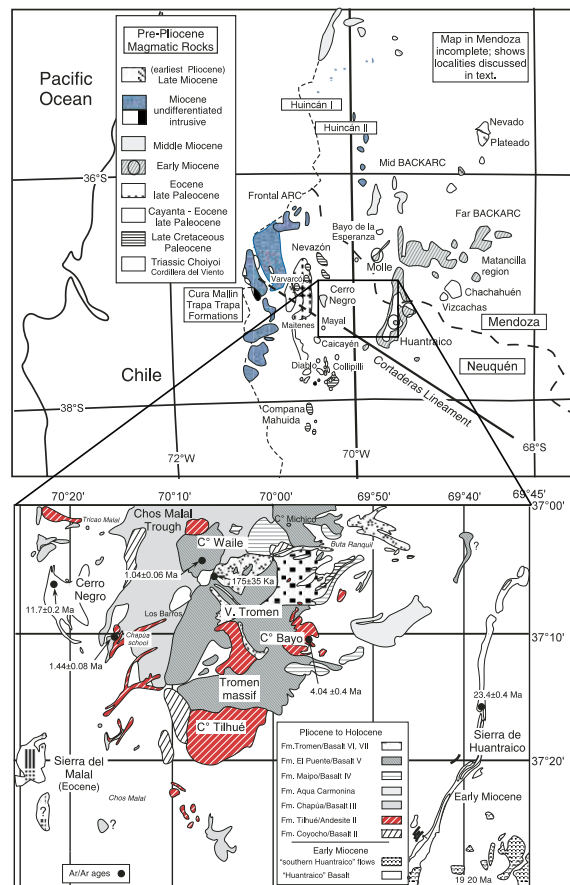 Pre-Pliocene
Magmatic Rocks
(earliest Pliocene)
Late Miocene
Miocene
undifferentiated
intrusive
Middle Miocene
Early Miocene
Eocene
late Paleocene
Cayanta - Eocene
late Paleocene
Late Cretaceous
Paleocene
Triassic Choiyoi
Cordillera del Viento
Map in Mendoza
incomplete; shows
localities discussed
in text.
Pacific
Ocean
Huincán I
Huincán II
Nevado
Plateado
Mid BACKARC
36°S
Frontal ARC
Far BACKARC
Bayo de la
Esperanza
Nevazón
Molle
Matancilla
region
Varvarcó
Cerro
Negro
Chachahuén
Vizcachas
Cura Mallín
Trapa Trapa
Formations
Maitenes
Mayal
Mendoza
Huantraico
Caicayén
Neuquén
Chile
Diablo
Collipilli
Cortaderas Lineament
38°S
Compana
Mahuida
72°W
70°W
68°S
70°20'
70°10'
70°00'
69°50'
69°40'
69°45'
37°00'
Tricao Malal
Chos Malal
Trough
C° Michico
C° Waile
Buta Ranquil
?
1.04±0.06 Ma
175±35 Ka
Cerro
Negro
11.7±0.2 Ma
Los Barros
V. Tromen
Chapúa
school
C° Bayo
37°10'
1.44±0.08 Ma
4.04 ±0.4 Ma
Tromen
massif
23.4±0.4 Ma
C° Tilhué
Sierra de
Huantraico
Pliocene to Holocene
Fm.Tromen/Basalt VI, VII
Fm. El Puente/Basalt V
Fm. Maipo/Basalt IV
Fm. Aqua Carmonina
Fm. Chapúa/Basalt III
Fm. Tilhué/Andesite II
Fm. Coyocho/Basalt II
Early Miocene
"southern Huantraico" flows
"Huantraico" Basalt
37°20'
Sierra del
Malal
(Eocene)
Chos Malal
Early Miocene
?
?
19-20 Ma
Ar/Ar ages